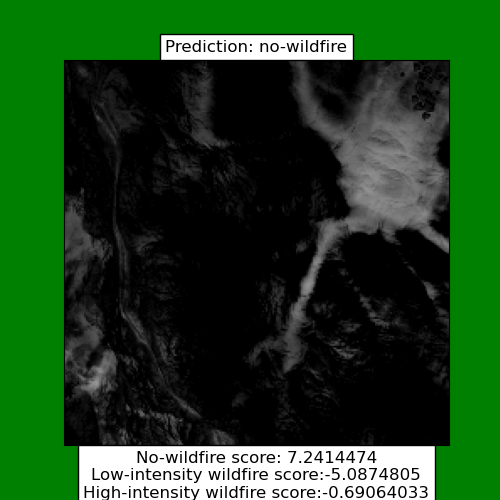 Prediction: no-wildfire
No-wildfire score: 7.2414474
Low-intensity wildfire score:-5.0874805
High-intensity wildfire score:-0.69064033